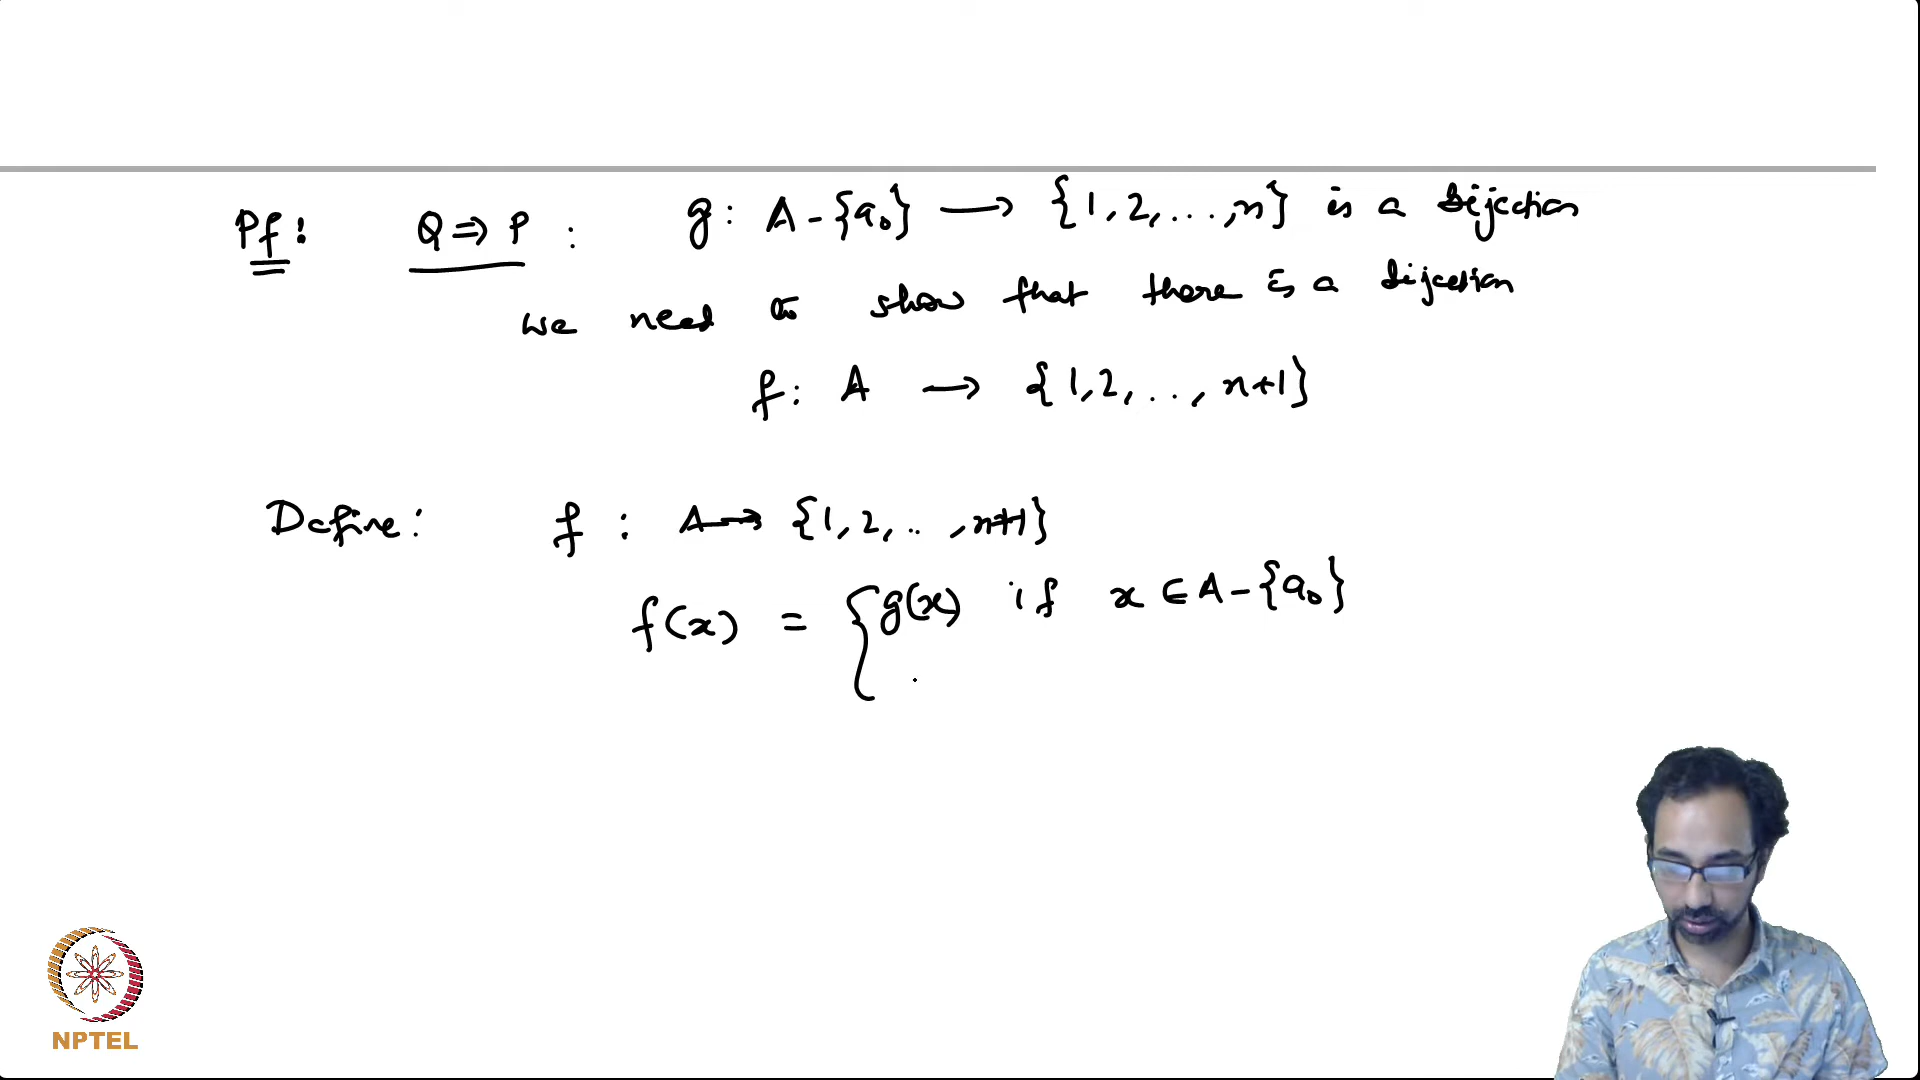 Pf: Q ⇒ P : g: A - {a₀} ⟶ {1, 2, ..., n} is a bijection
we need to show that there is a bijection
f: A ⟶ {1, 2, .., n+1}
Define: f : A ⟶ {1, 2, .., n+1}
f(x) = { g(x) if x ∈ A - {a₀}
NPTEL